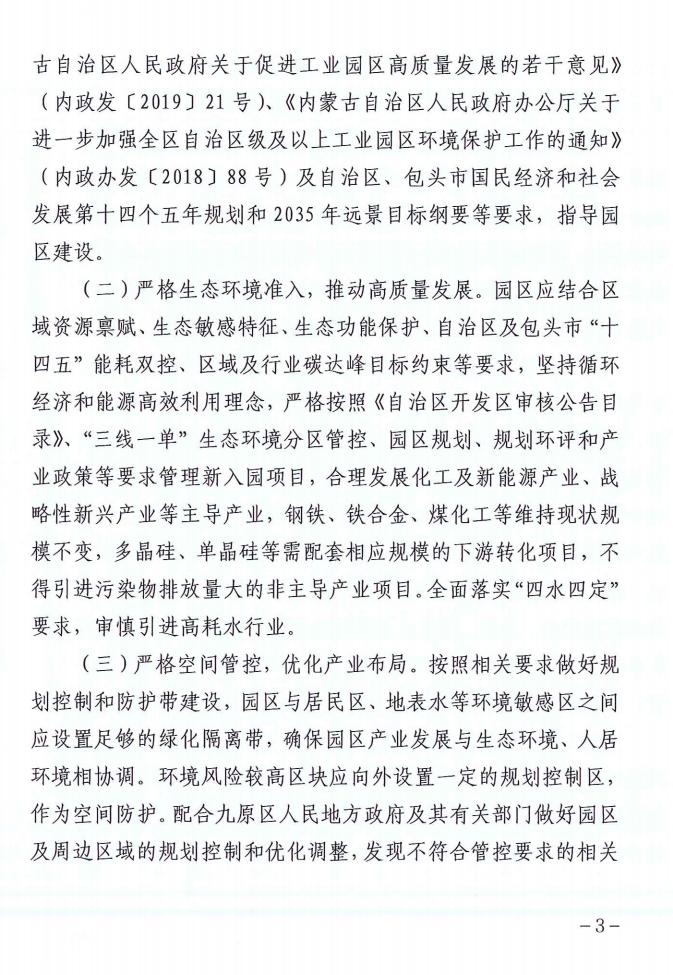 古自治区人民政府关于促进工业园区高质量发展的若干意见》
（内政发〔2019〕21 号）、《内蒙古自治区人民政府办公厅关于
进一步加强全区自治区级及以上工业园区环境保护工作的通知》
（内政办发〔2018〕88 号）及自治区、包头市国民经济和社会
发展第十四个五年规划和 2035 年远景目标纲要等要求，指导园
区建设。
（二）严格生态环境准入，推动高质量发展。园区应结合区
域资源禀赋、生态敏感特征、生态功能保护、自治区及包头市“十
四五”能耗双控、区域及行业碳达峰目标约束等要求，坚持循环
经济和能源高效利用理念，严格按照《自治区开发区审核公告目
录》、“三线一单”生态环境分区管控、园区规划、规划环评和产
业政策等要求管理新入园项目，合理发展化工及新能源产业、战
略性新兴产业等主导产业，钢铁、铁合金、煤化工等维持现状规
模不变，多晶硅、单晶硅等需配套相应规模的下游转化项目，不
得引进污染物排放量大的非主导产业项目。全面落实“四水四定”
要求，审慎引进高耗水行业。
（三）严格空间管控，优化产业布局。按照相关要求做好规
划控制和防护带建设，园区与居民区、地表水等环境敏感区之间
应设置足够的绿化隔离带，确保园区产业发展与生态环境、人居
环境相协调。环境风险较高区块应向外设置一定的规划控制区，
作为空间防护。配合九原区人民地方政府及其有关部门做好园区
及周边区域的规划控制和优化调整，发现不符合管控要求的相关
－3－